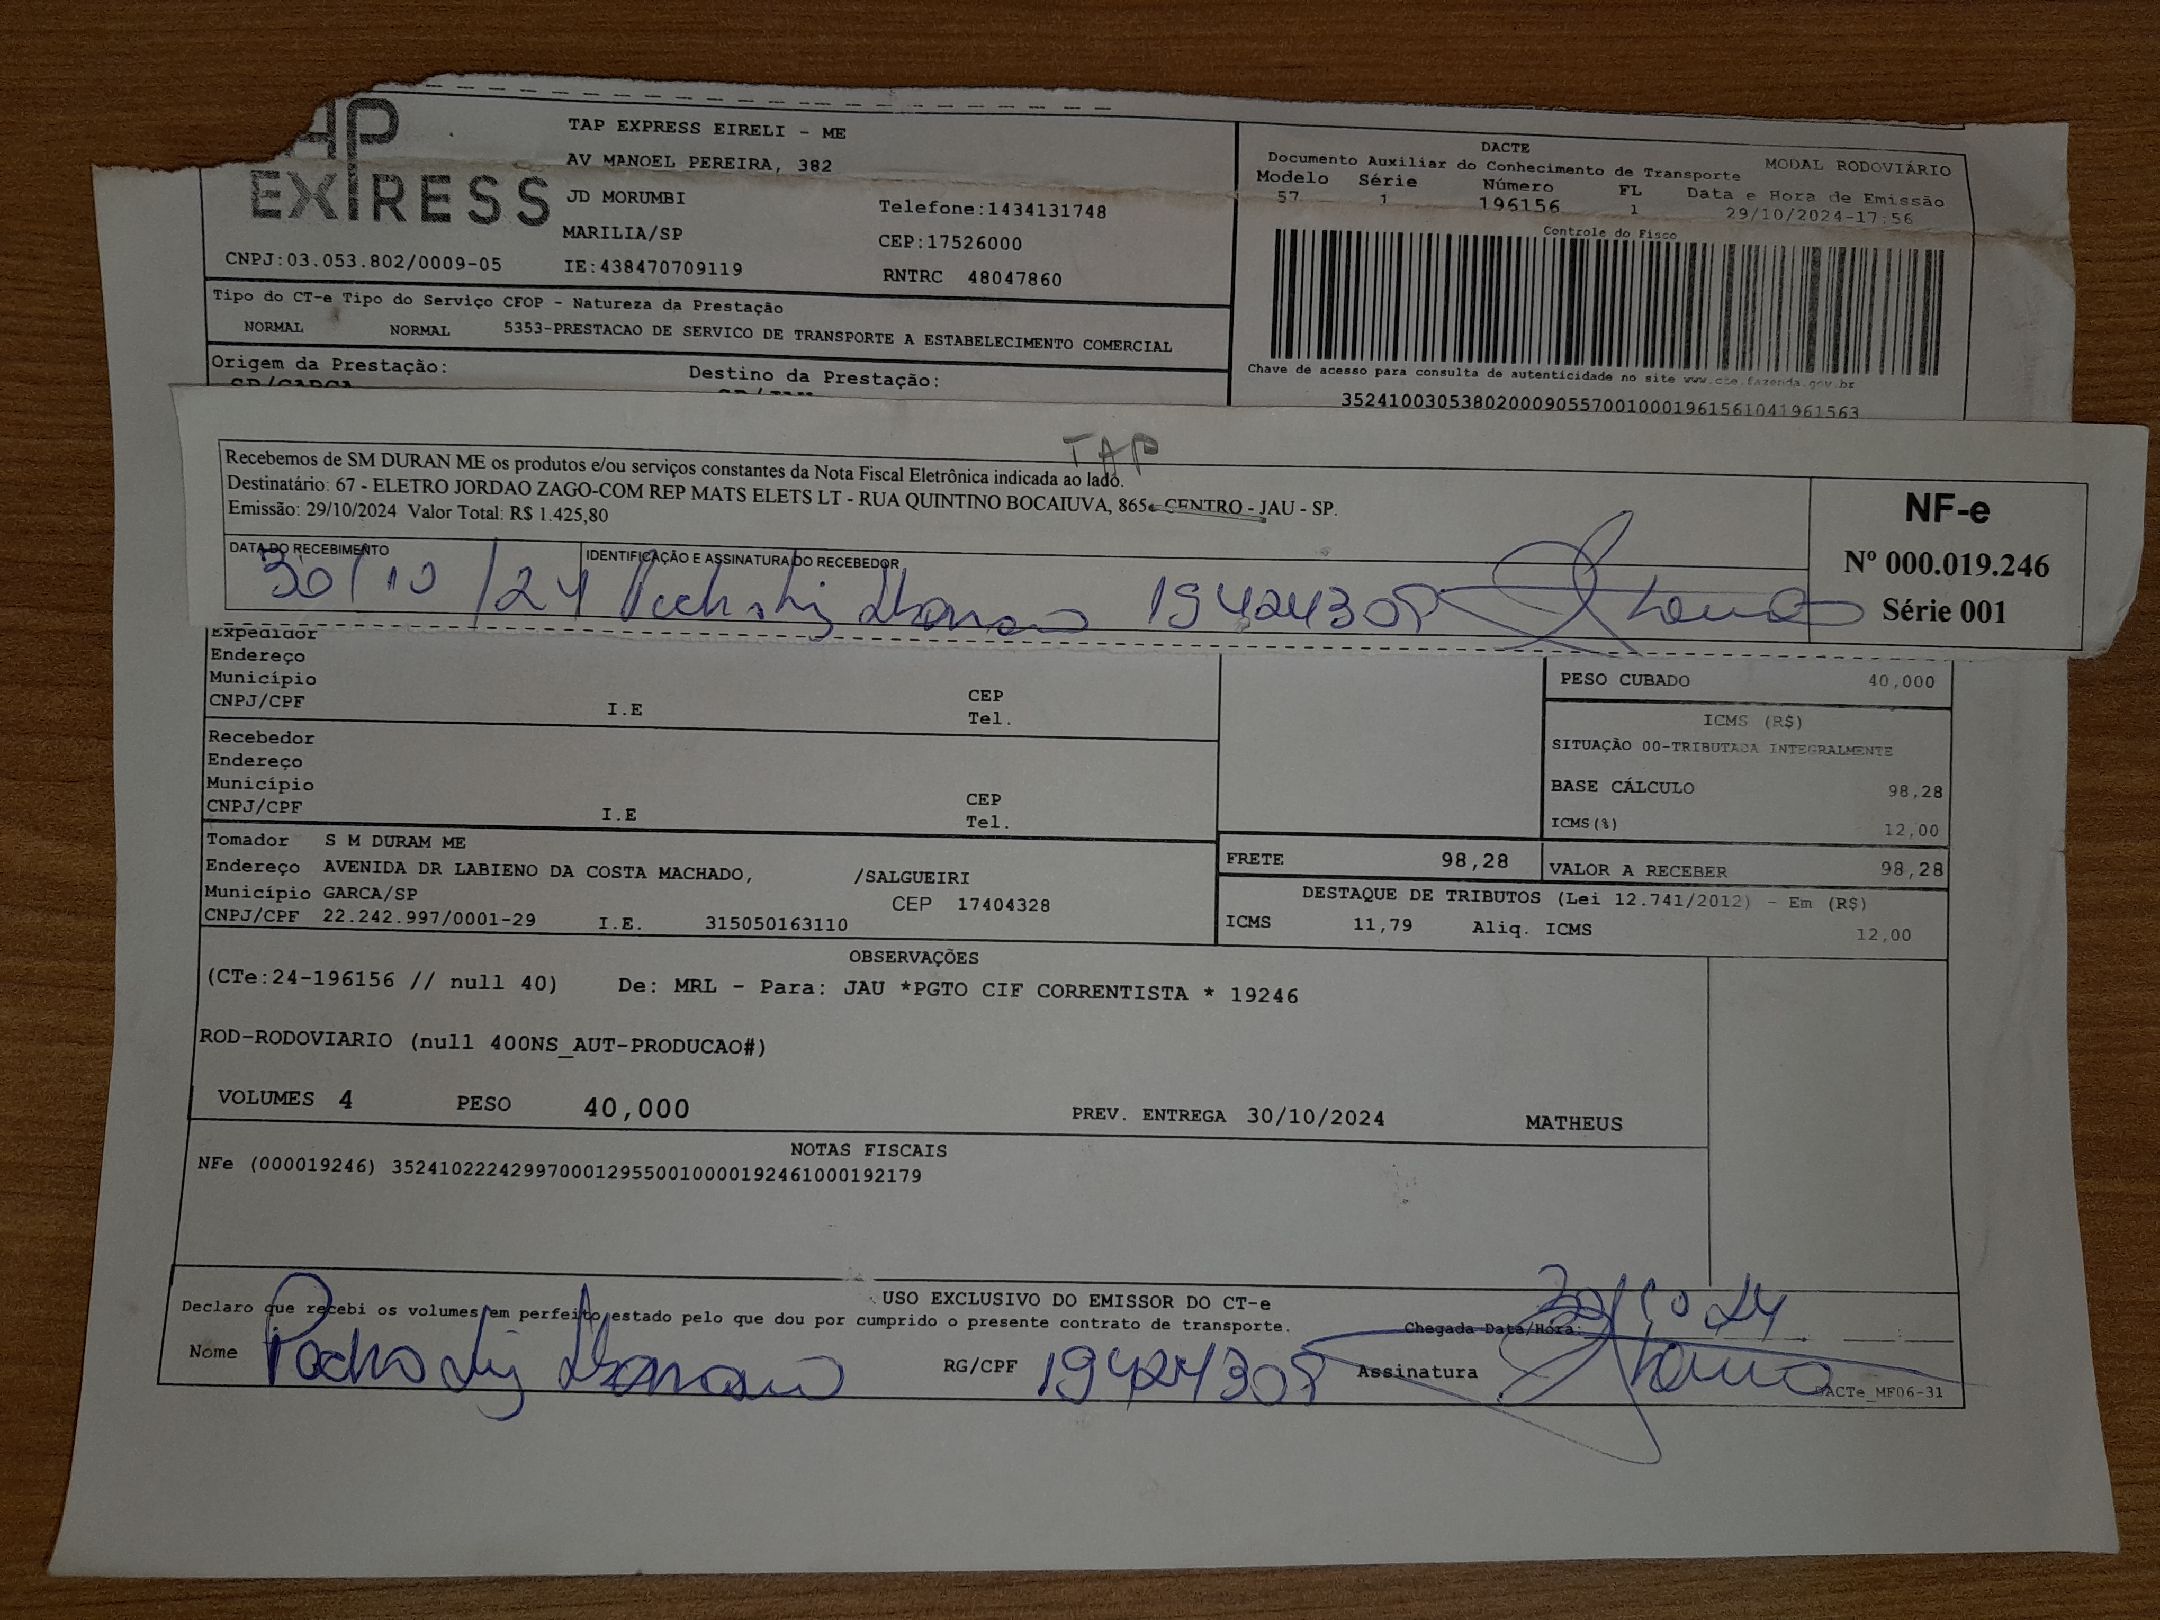 AP
EXPRESS
TAP EXPRESS EIRELI - ME
AV MANOEL PEREIRA, 382
JD MORUMBI
Telefone:1434131748
MARILIA/SP
CEP:17526000
CNPJ:03.053.802/0009-05
IE:438470709119
RNTRC 48047860
DACTE
Documento Auxiliar do Conhecimento de Transporte MODAL RODOVIÁRIO
Modelo Série Número FL Data e Hora de Emissão
57 1 196156 1 29/10/2024-17:56
Controle do Fisco
Chave de acesso para consulta de autenticidade no site www.cte.fazenda.gov.br
35241003053802000905570010001961561041961563
Tipo do CT-e Tipo do Serviço CFOP - Natureza da Prestação
NORMAL NORMAL 5353-PRESTACAO DE SERVICO DE TRANSPORTE A ESTABELECIMENTO COMERCIAL
Origem da Prestação: Destino da Prestação:
SP/GARCA
TAP
Recebemos de SM DURAN ME os produtos e/ou serviços constantes da Nota Fiscal Eletrônica indicada ao lado.
Destinatário: 67 - ELETRO JORDAO ZAGO-COM REP MATS ELETS LT - RUA QUINTINO BOCAIUVA, 865 - CENTRO - JAU - SP.
Emissão: 29/10/2024 Valor Total: R$ 1.425,80
DATA DO RECEBIMENTO IDENTIFICAÇÃO E ASSINATURA DO RECEBEDOR
30/10/24 19424308
NF-e
Nº 000.019.246
Série 001
Expedidor
Endereço
Município
CNPJ/CPF I.E CEP
Tel.
Recebedor
Endereço
Município
CNPJ/CPF I.E CEP
Tel.
PESO CUBADO 40,000
ICMS (R$)
SITUAÇÃO 00-TRIBUTADA INTEGRALMENTE
BASE CÁLCULO 98,28
ICMS(%) 12,00
Tomador S M DURAM ME
Endereço AVENIDA DR LABIENO DA COSTA MACHADO, /SALGUEIRI
Município GARCA/SP CEP 17404328
CNPJ/CPF 22.242.997/0001-29 I.E. 315050163110
FRETE 98,28 VALOR A RECEBER 98,28
DESTAQUE DE TRIBUTOS (Lei 12.741/2012) - Em (R$)
ICMS 11,79 Aliq. ICMS 12,00
OBSERVAÇÕES
(CTe:24-196156 // null 40) De: MRL - Para: JAU *PGTO CIF CORRENTISTA * 19246
ROD-RODOVIARIO (null 400NS_AUT-PRODUCAO#)
VOLUMES 4 PESO 40,000 PREV. ENTREGA 30/10/2024 MATHEUS
NOTAS FISCAIS
NFe (000019246) 35241022242997000129550010000192461000192179
USO EXCLUSIVO DO EMISSOR DO CT-e
Declaro que recebi os volumes em perfeito estado pelo que dou por cumprido o presente contrato de transporte.
Chegada Data/Hora: 30/10 24
Nome Pedro RG/CPF 19424308 Assinatura
DACTe_MF06-31